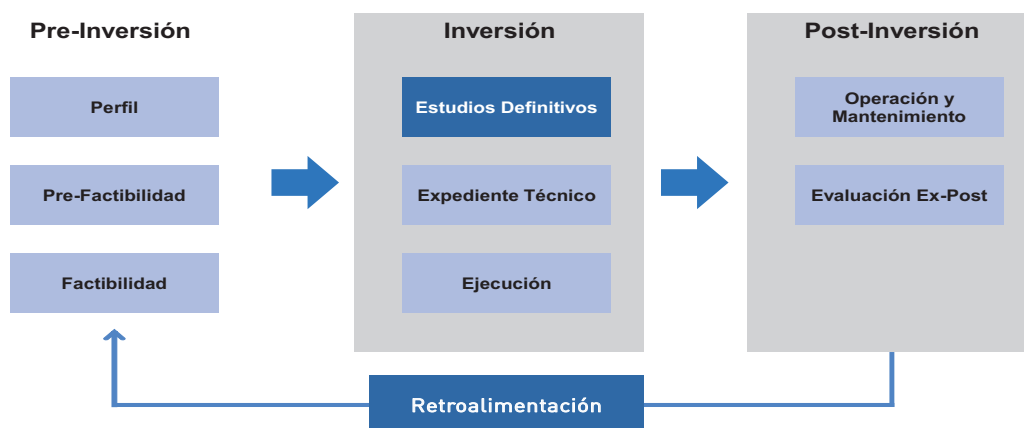 Pre-Inversión
Perfil
Pre-Factibilidad
Factibilidad
Inversión
Estudios Definitivos
Expediente Técnico
Ejecución
Post-Inversión
Operación y
Mantenimiento
Evaluación Ex-Post
Retroalimentación